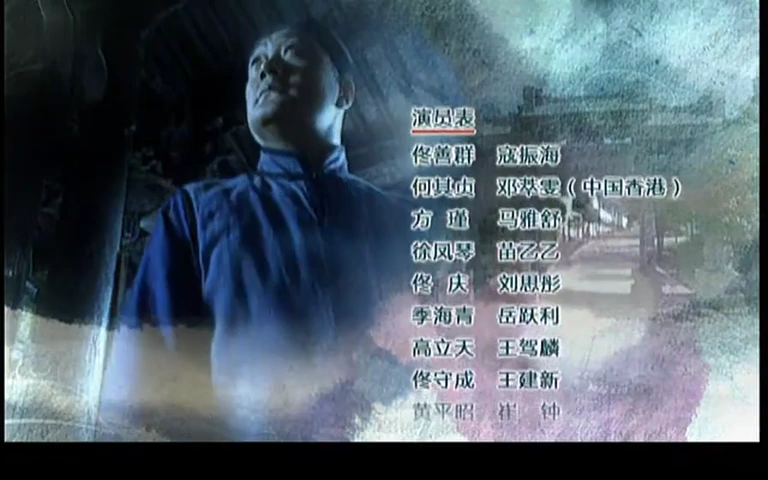 演员表
佟善群 寇振海
何其贞 邓萃雯（中国香港）
方 瑾 马雅舒
徐凤琴 苗乙乙
佟 庆 刘思彤
季海青 岳跃利
高立天 王驾麟
佟守成 王建新
黄平昭 崔 钟